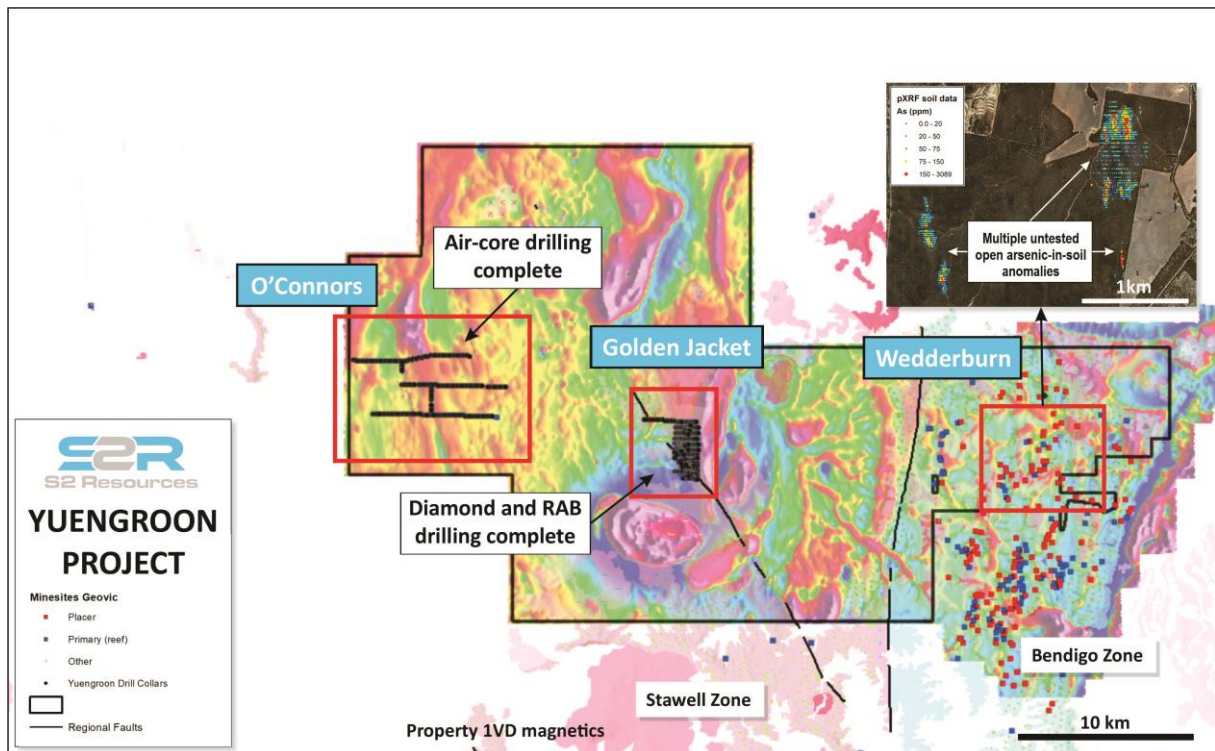 pXRF soil data
As (ppm)
0.0 - 20
20 - 50
50 - 75
75 - 150
150 - 3089
Multiple untested
open arsenic-in-soil
anomalies
1km
Air-core drilling
complete
O'Connors
Golden Jacket
Wedderburn
Diamond and RAB
drilling complete
S2R
S2 Resources
YUENGROON
PROJECT
Minesites Geovic
Placer
Primary (reef)
Other
Yuengroon Drill Collars
Regional Faults
Bendigo Zone
Stawell Zone
10 km
Property 1VD magnetics